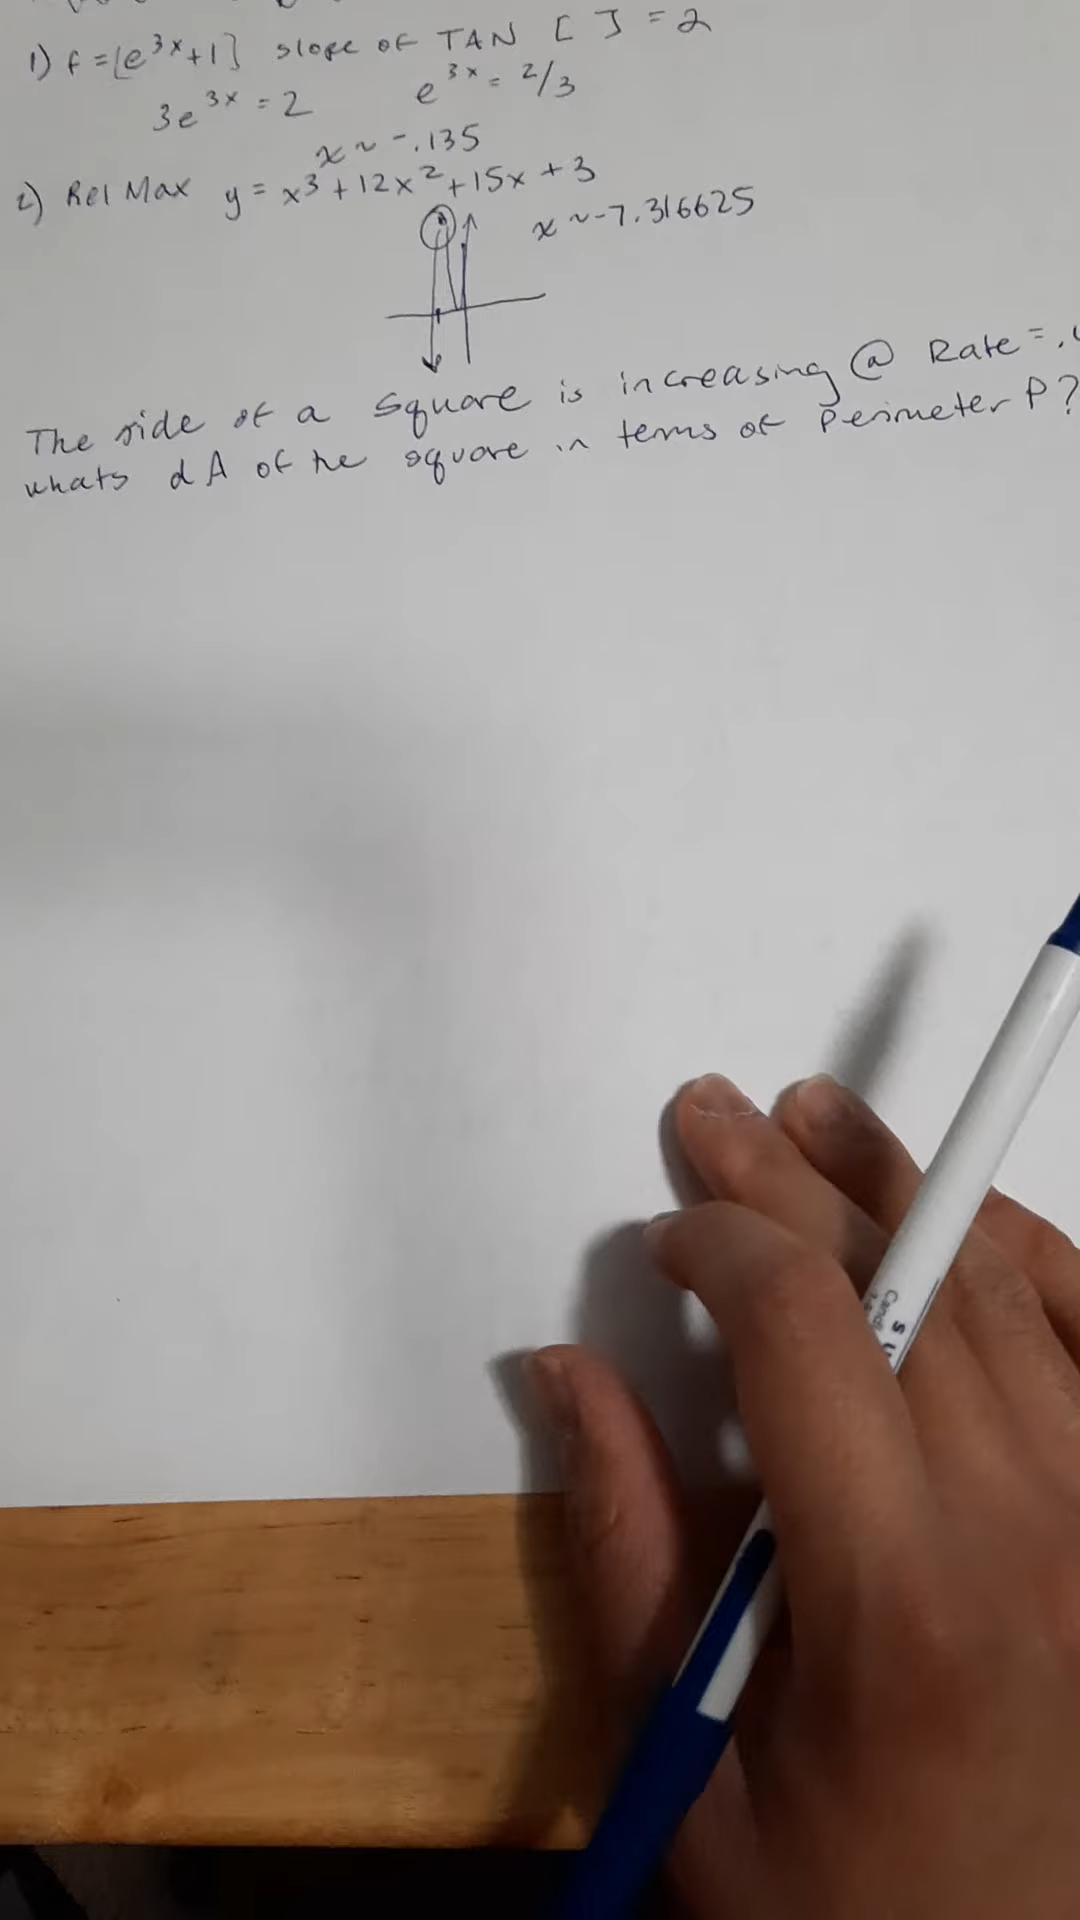 1) f = [e^3x + 1] slope of TAN [ ] = 2
3e^3x = 2 e^3x = 2/3
x ~ -.135
2) Rel Max y = x^3 + 12x^2 + 15x + 3
x ~ -7.316625
The side of a square is increasing @ Rate = .
whats dA of he square in terms of Perimeter P?